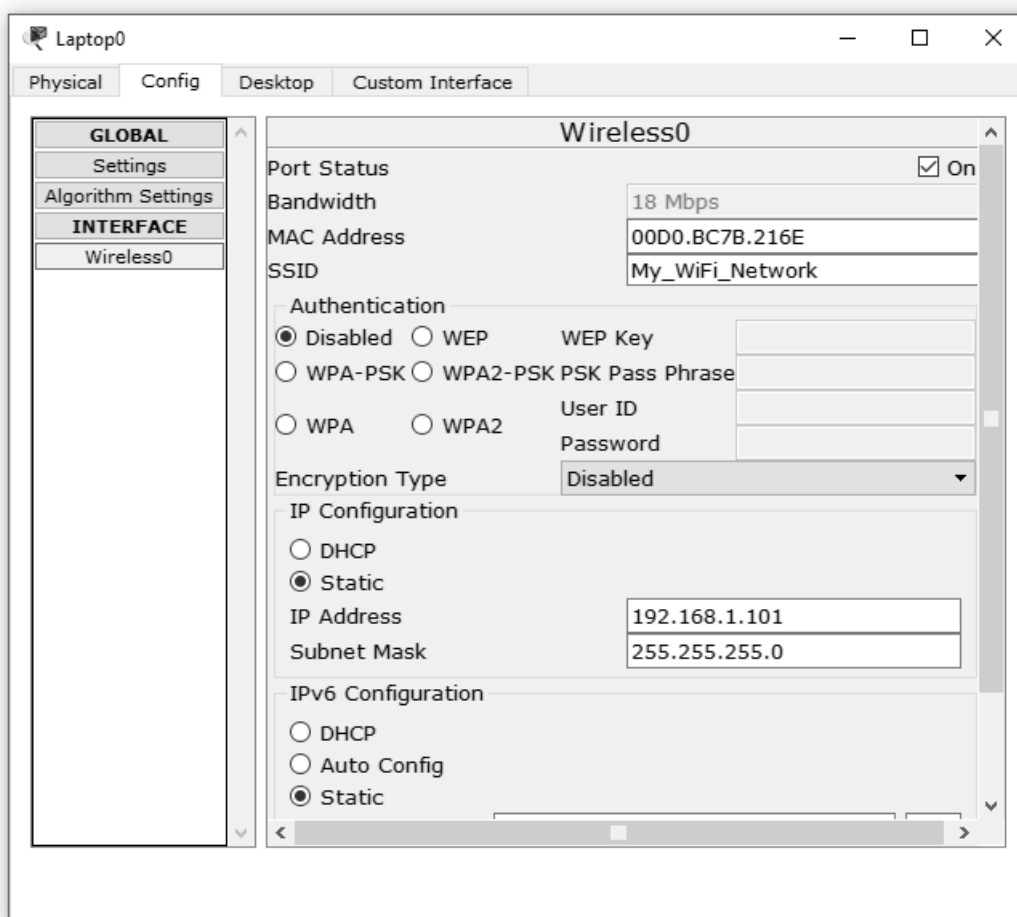 Laptop0
Physical Config Desktop Custom Interface
GLOBAL
Settings
Algorithm Settings
INTERFACE
Wireless0
Wireless0
Port Status On
Bandwidth 18 Mbps
MAC Address 00D0.BC7B.216E
SSID My_WiFi_Network
Authentication
Disabled WEP WEP Key
WPA-PSK WPA2-PSK PSK Pass Phrase
User ID
WPA WPA2
Password
Encryption Type Disabled
IP Configuration
DHCP
Static
IP Address 192.168.1.101
Subnet Mask 255.255.255.0
IPv6 Configuration
DHCP
Auto Config
Static